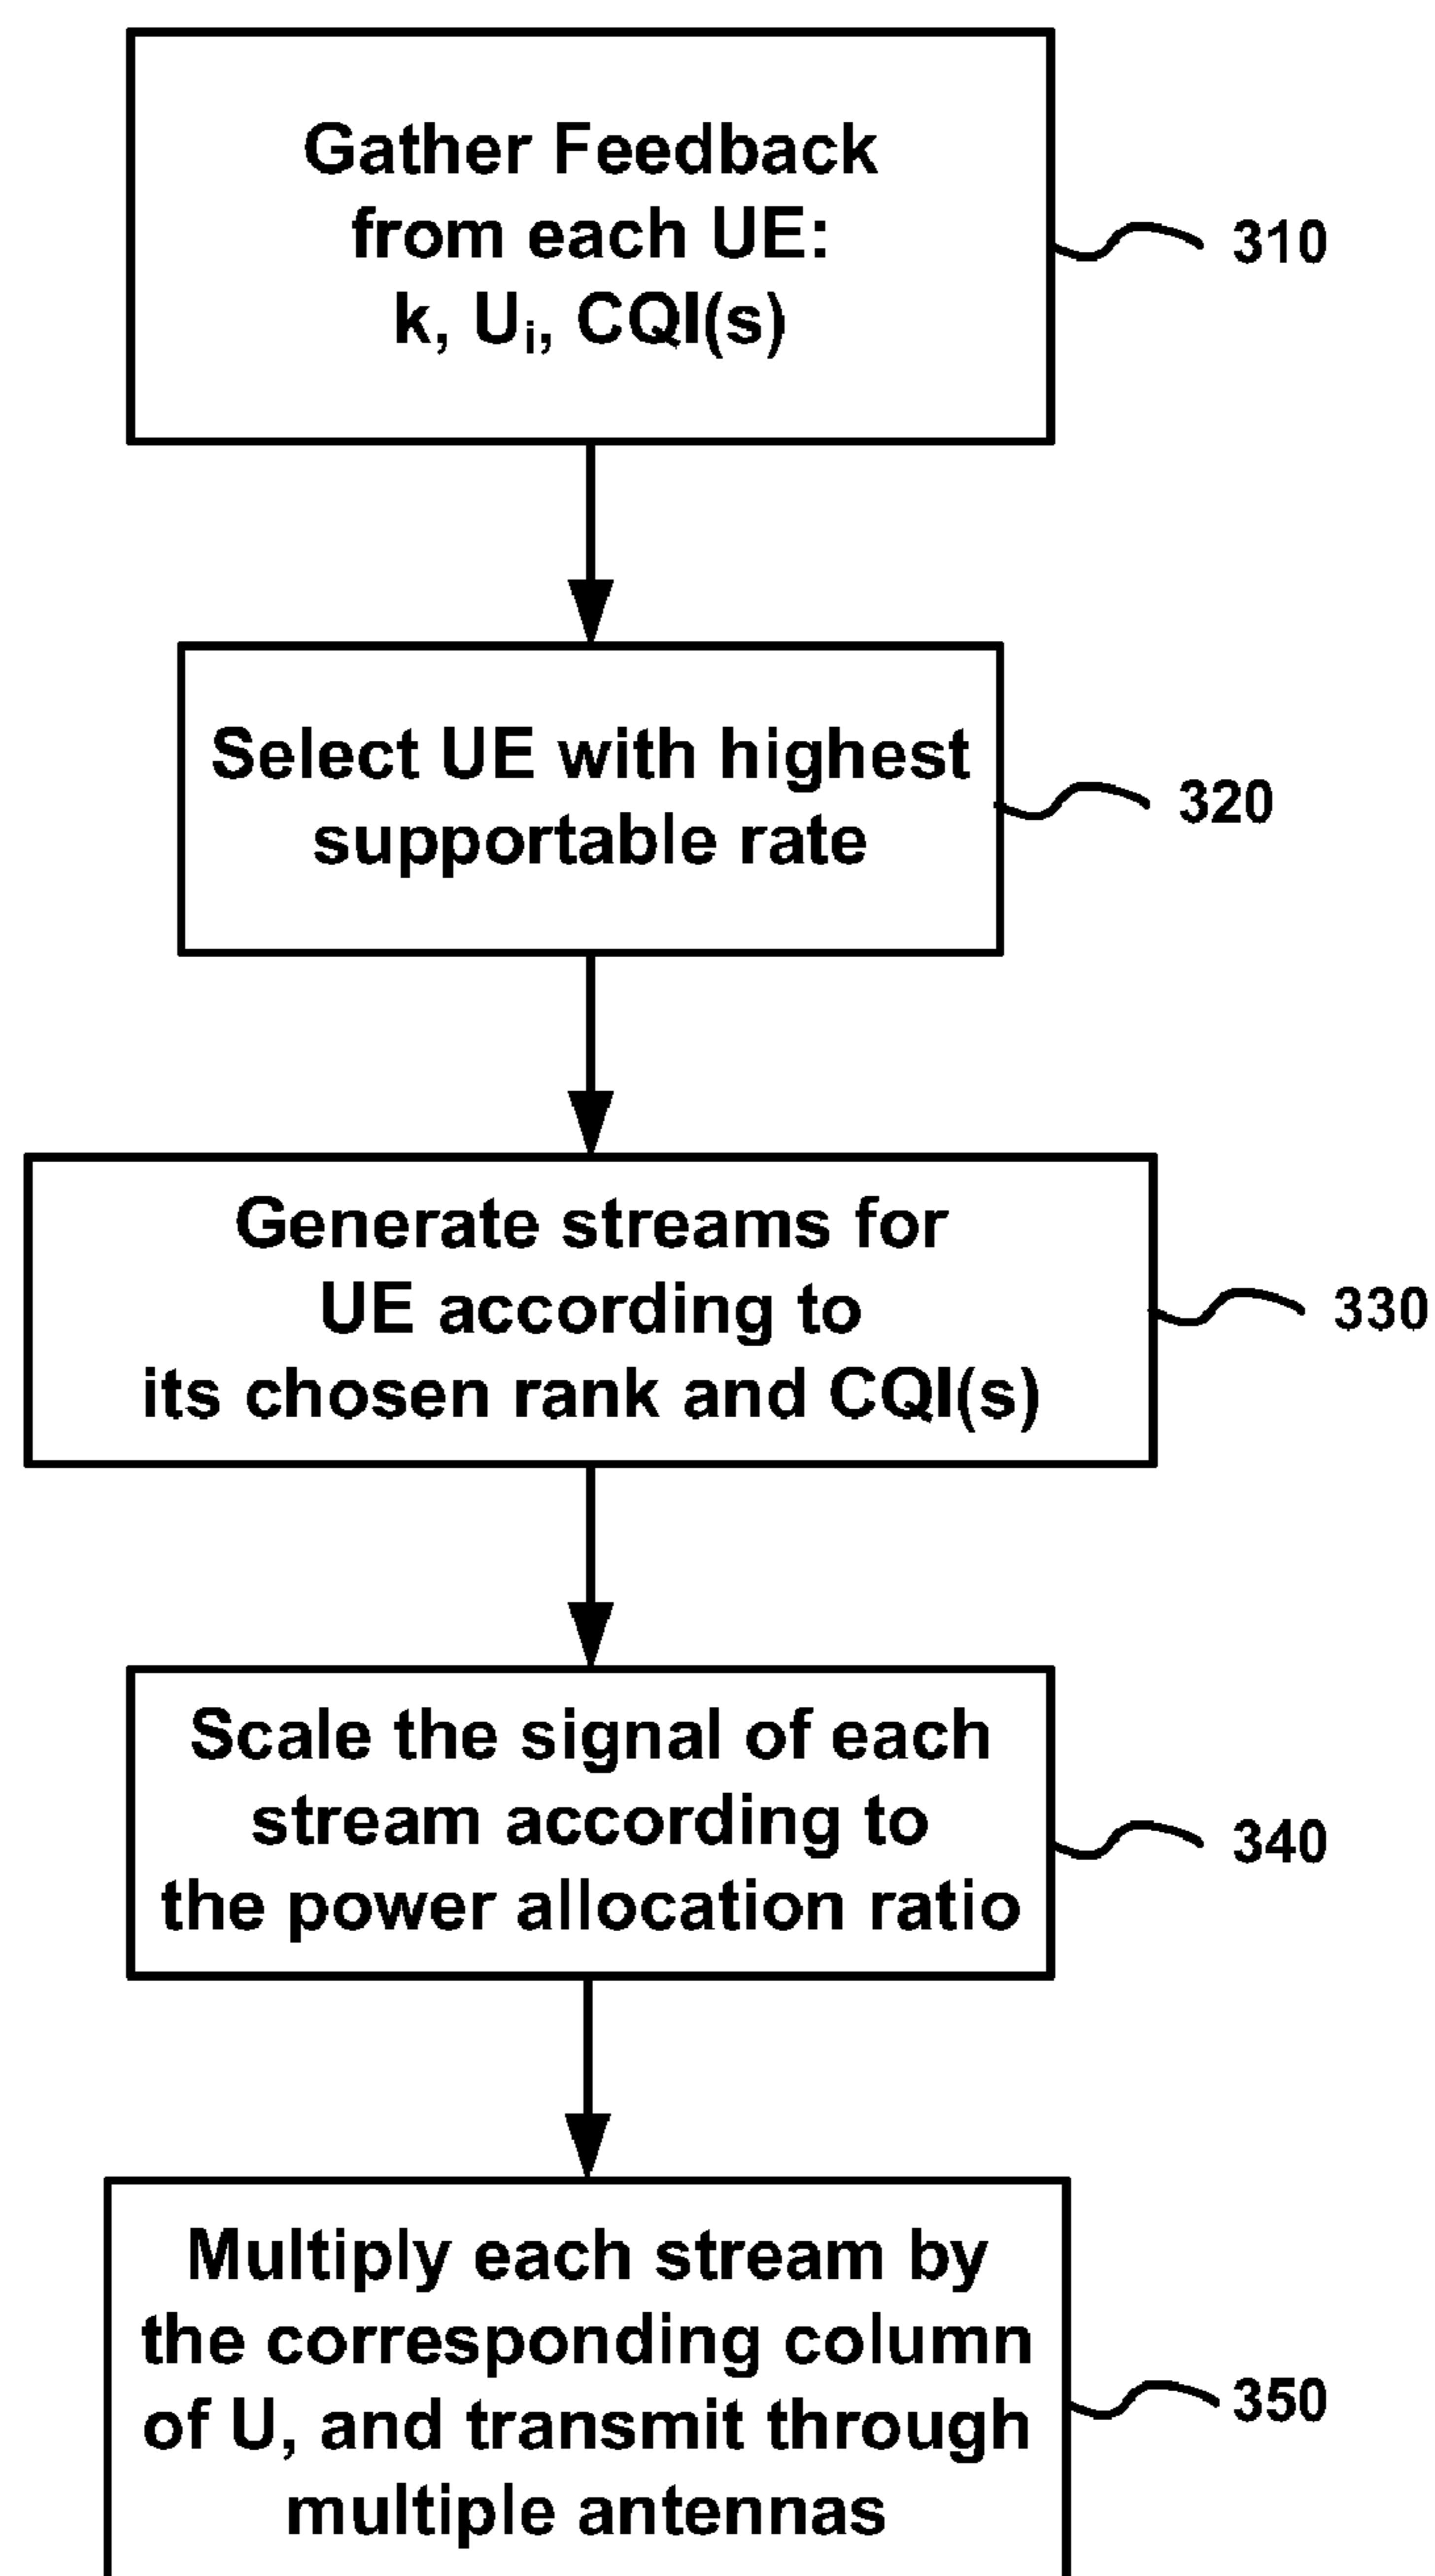 Gather Feedback
from each UE:
k, Uᵢ, CQI(s)
310
Select UE with highest
supportable rate
320
Generate streams for
UE according to
its chosen rank and CQI(s)
330
Scale the signal of each
stream according to
the power allocation ratio
340
Multiply each stream by
the corresponding column
of U, and transmit through
multiple antennas
350